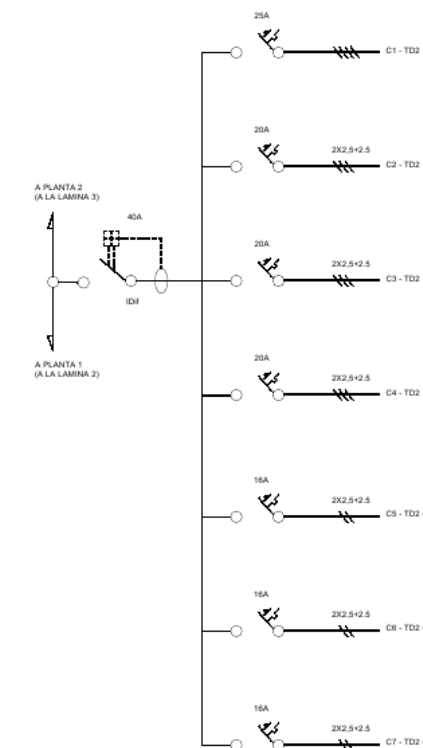 25A
C1 - TD2
20A
2X2,5+2.5
C2 - TD2
A PLANTA 2
(A LA LAMINA 3)
40A
20A
2X2,5+2.5
C3 - TD2
IDif
A PLANTA 1
(A LA LAMINA 2)
20A
2X2,5+2.5
C4 - TD2
16A
2X2,5+2.5
C5 - TD2
16A
2X2,5+2.5
C6 - TD2
16A
2X2,5+2.5
C7 - TD2